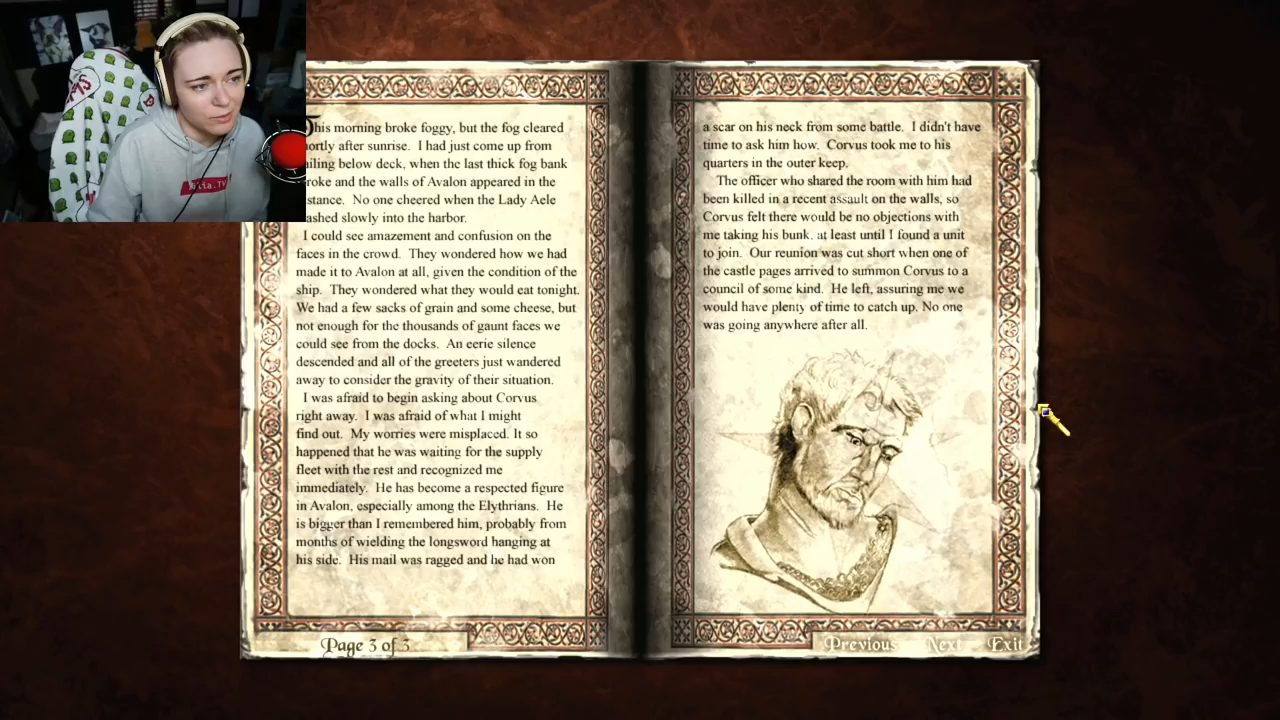 his morning broke foggy, but the fog cleared
ortly after sunrise.  I had just come up from
iling below deck, when the last thick fog bank
roke and the walls of Avalon appeared in the
stance.  No one cheered when the Lady Aele
ashed slowly into the harbor.
I could see amazement and confusion on the
faces in the crowd.  They wondered how we had
made it to Avalon at all, given the condition of the
ship.  They wondered what they would eat tonight.
We had a few sacks of grain and some cheese, but
not enough for the thousands of gaunt faces we
could see from the docks.  An eerie silence
descended and all of the greeters just wandered
away to consider the gravity of their situation.
I was afraid to begin asking about Corvus
right away.  I was afraid of what I might
find out.  My worries were misplaced. It so
happened that he was waiting for the supply
fleet with the rest and recognized me
immediately.  He has become a respected figure
in Avalon, especially among the Elythrians.  He
is bigger than I remembered him, probably from
months of wielding the longsword hanging at
his side.  His mail was ragged and he had won
Page 3 of 3
a scar on his neck from some battle.  I didn't have
time to ask him how.  Corvus took me to his
quarters in the outer keep.
The officer who shared the room with him had
been killed in a recent assault on the walls, so
Corvus felt there would be no objections with
me taking his bunk, at least until I found a unit
to join.  Our reunion was cut short when one of
the castle pages arrived to summon Corvus to a
council of some kind.  He left, assuring me we
would have plenty of time to catch up. No one
was going anywhere after all.
Previous Next Exit